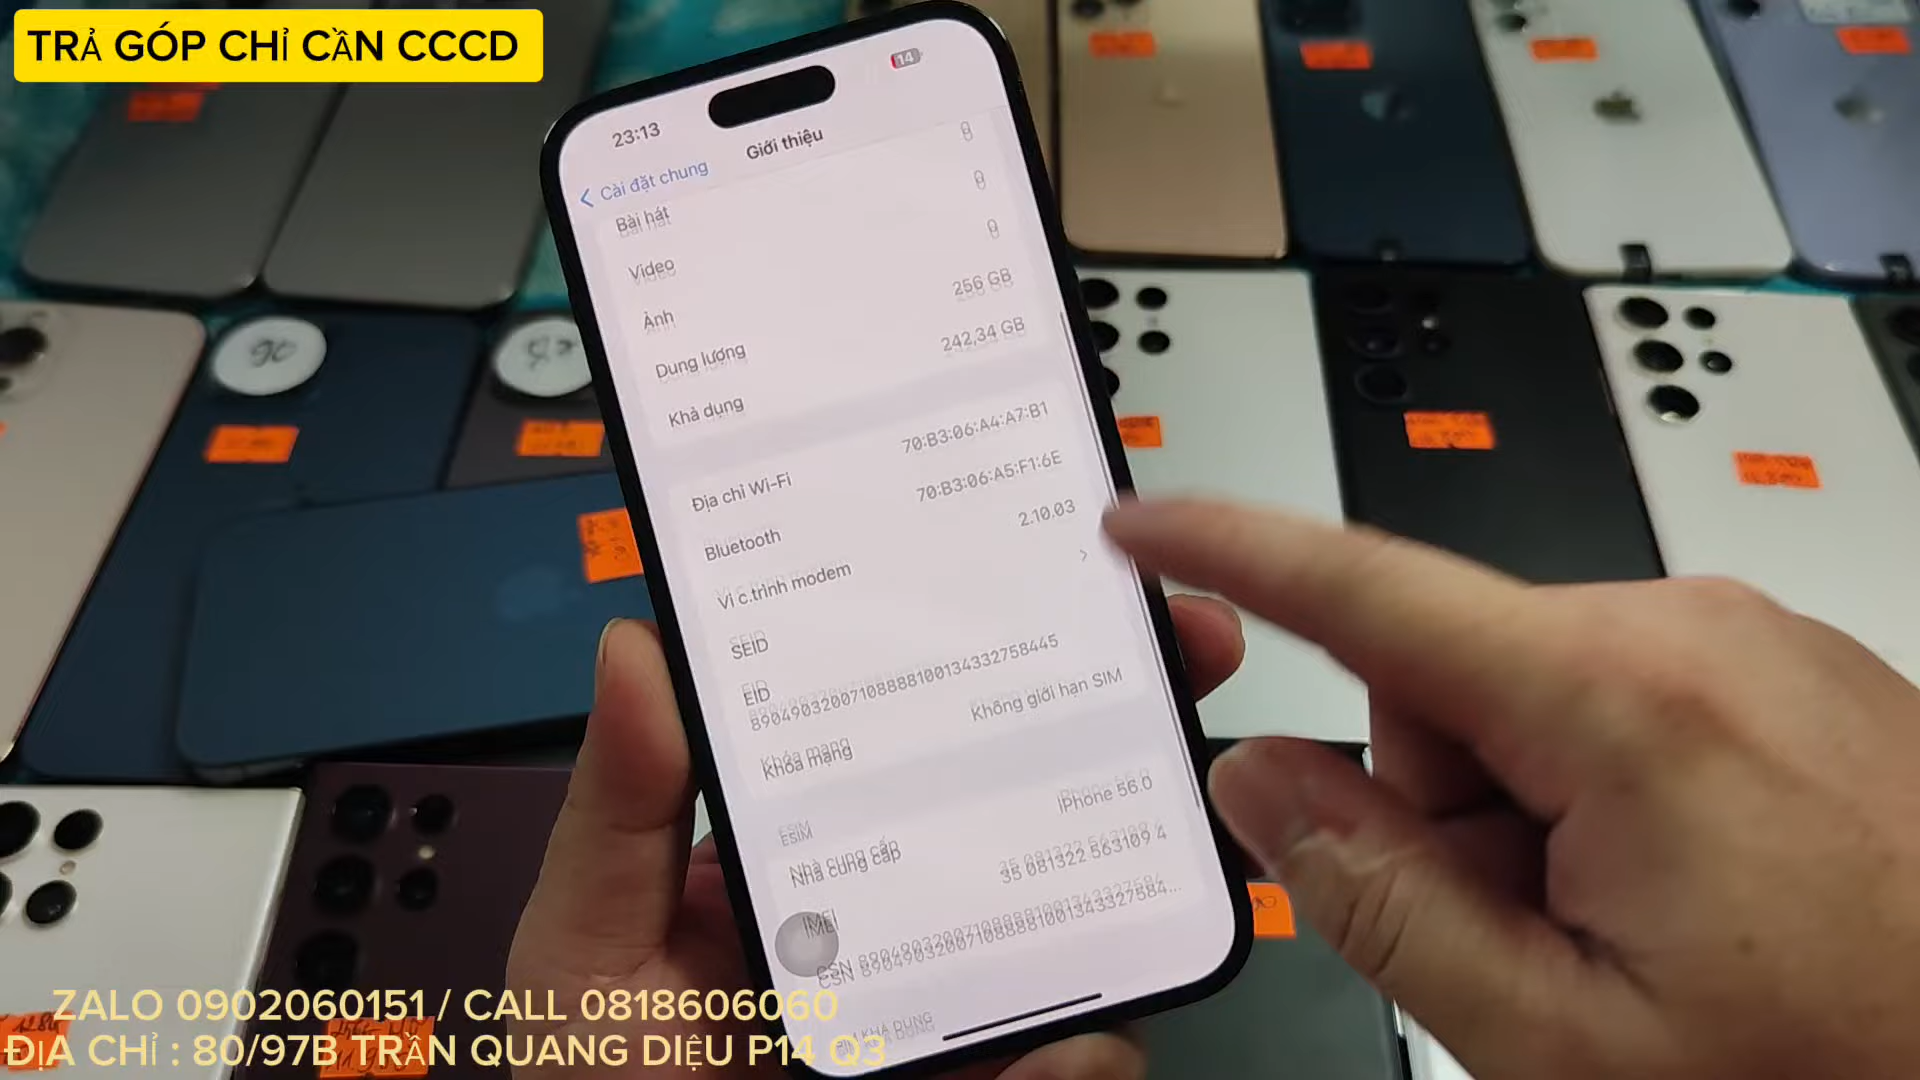 TRẢ GÓP CHỈ CẦN CCCD
14
23:13
Giới thiệu
Cài đặt chung
Bài hát 0
Video 0
Ảnh 0
Dung lượng 256 GB
Khả dụng 242,34 GB
Địa chỉ Wi-Fi 70:B3:06:A4:A7:B1
Bluetooth 70:B3:06:A5:F1:6E
Vi c.trình modem 2.10.03
SEID
EID
89049032007108888100134332758445
Khóa mạng Không giới hạn SIM
ESIM
Nhà cung cấp iPhone 56.0
IMEI 35 081322 563109 4
CSN 890490320071088881001343327584...
90
ZALO 0902060151 / CALL 0818606060
ĐỊA CHỈ : 80/97B TRẦN QUANG DIỆU P14 Q3